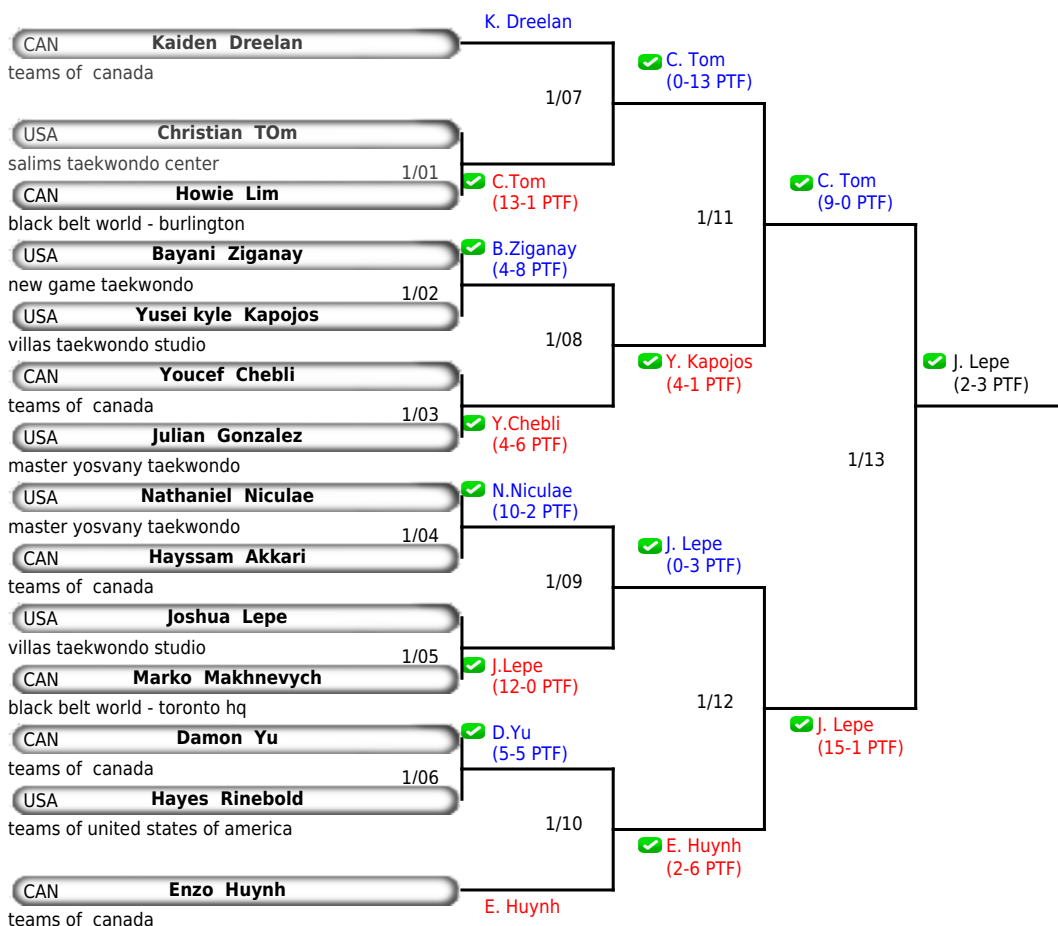 K. Dreelan
CAN Kaiden Dreelan
teams of canada
C. Tom
(0-13 PTF)
1/07
USA Christian TOm
salims taekwondo center
1/01
C.Tom
(13-1 PTF)
CAN Howie Lim
black belt world - burlington
C. Tom
(9-0 PTF)
1/11
USA Bayani Ziganay
new game taekwondo
B.Ziganay
(4-8 PTF)
1/02
USA Yusei kyle Kapojos
villas taekwondo studio
1/08
Y. Kapojos
(4-1 PTF)
J. Lepe
(2-3 PTF)
CAN Youcef Chebli
teams of canada
1/03
Y.Chebli
(4-6 PTF)
USA Julian Gonzalez
master yosvany taekwondo
1/13
USA Nathaniel Niculae
master yosvany taekwondo
N.Niculae
(10-2 PTF)
1/04
CAN Hayssam Akkari
teams of canada
J. Lepe
(0-3 PTF)
1/09
USA Joshua Lepe
villas taekwondo studio
1/05
J.Lepe
(12-0 PTF)
CAN Marko Makhnevych
black belt world - toronto hq
1/12
J. Lepe
(15-1 PTF)
CAN Damon Yu
teams of canada
D.Yu
(5-5 PTF)
1/06
USA Hayes Rinebold
teams of united states of america
1/10
E. Huynh
(2-6 PTF)
CAN Enzo Huynh
teams of canada
E. Huynh